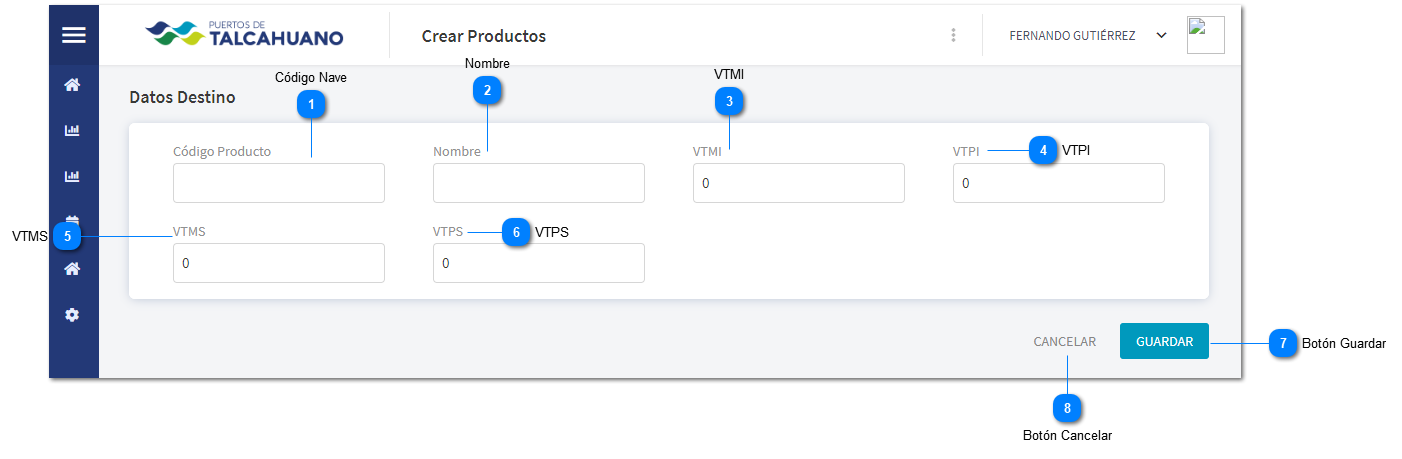 PUERTOS DE
TALCAHUANO
Crear Productos
FERNANDO GUTIÉRREZ
Nombre
VTMI
Código Nave
Datos Destino
1
2
3
Código Producto
Nombre
VTMI
VTPI
4
VTPI
0
0
VTMS
5
VTMS
VTPS
6
VTPS
0
0
CANCELAR
GUARDAR
7
Botón Guardar
8
Botón Cancelar